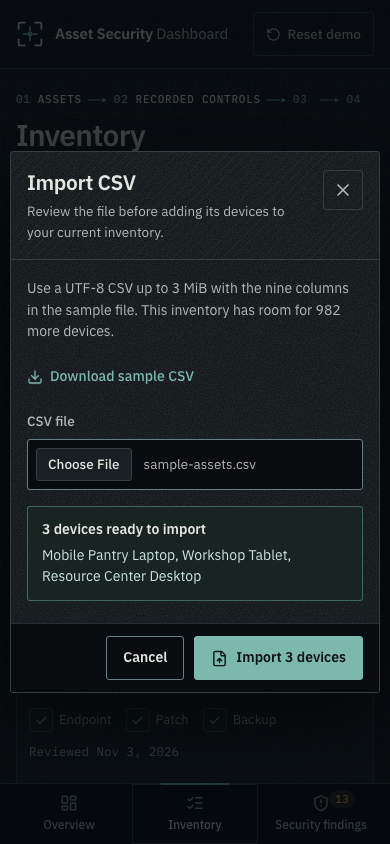 Asset Security Dashboard
Reset demo
01 ASSETS → 02 RECORDED CONTROLS → 03 → 04
Inventory
Import CSV
Review the file before adding its devices to
your current inventory.
Use a UTF-8 CSV up to 3 MiB with the nine columns
in the sample file. This inventory has room for 982
more devices.
Download sample CSV
CSV file
Choose File sample-assets.csv
3 devices ready to import
Mobile Pantry Laptop, Workshop Tablet,
Resource Center Desktop
Cancel
Import 3 devices
Endpoint Patch Backup
Reviewed Nov 3, 2026
13
Overview Inventory Security findings